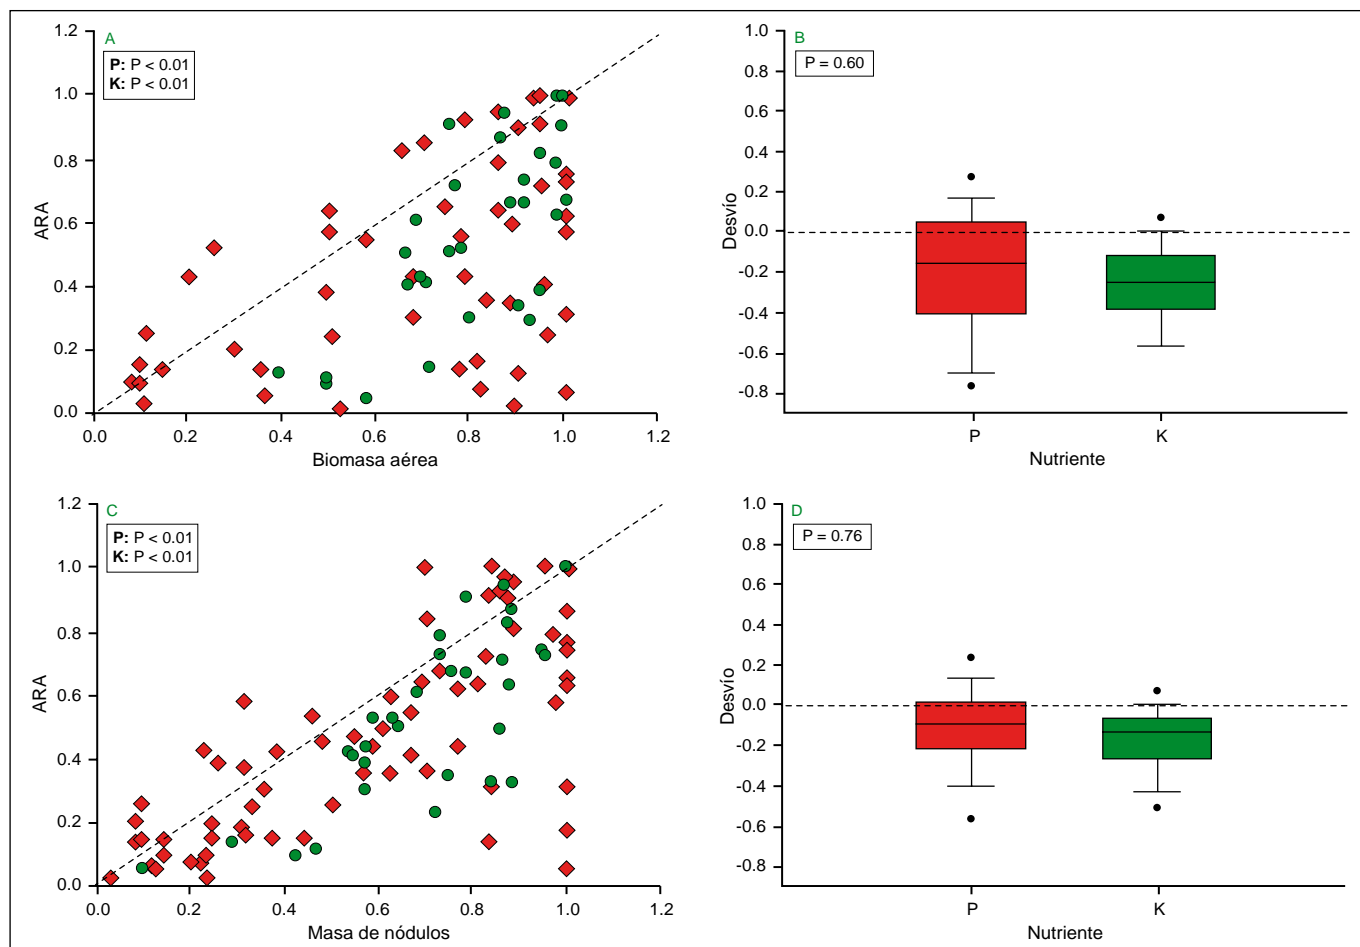 A
P: P < 0.01
K: P < 0.01
1.2
1.0
0.8
0.6
0.4
0.2
0.0
ARA
0.0 0.2 0.4 0.6 0.8 1.0 1.2
Biomasa aérea
B
P = 0.60
1.0
0.8
0.6
0.4
0.2
0.0
-0.2
-0.4
-0.6
-0.8
Desvío
P K
Nutriente
C
P: P < 0.01
K: P < 0.01
1.2
1.0
0.8
0.6
0.4
0.2
0.0
ARA
0.0 0.2 0.4 0.6 0.8 1.0 1.2
Masa de nódulos
D
P = 0.76
1.0
0.8
0.6
0.4
0.2
0.0
-0.2
-0.4
-0.6
-0.8
Desvío
P K
Nutriente